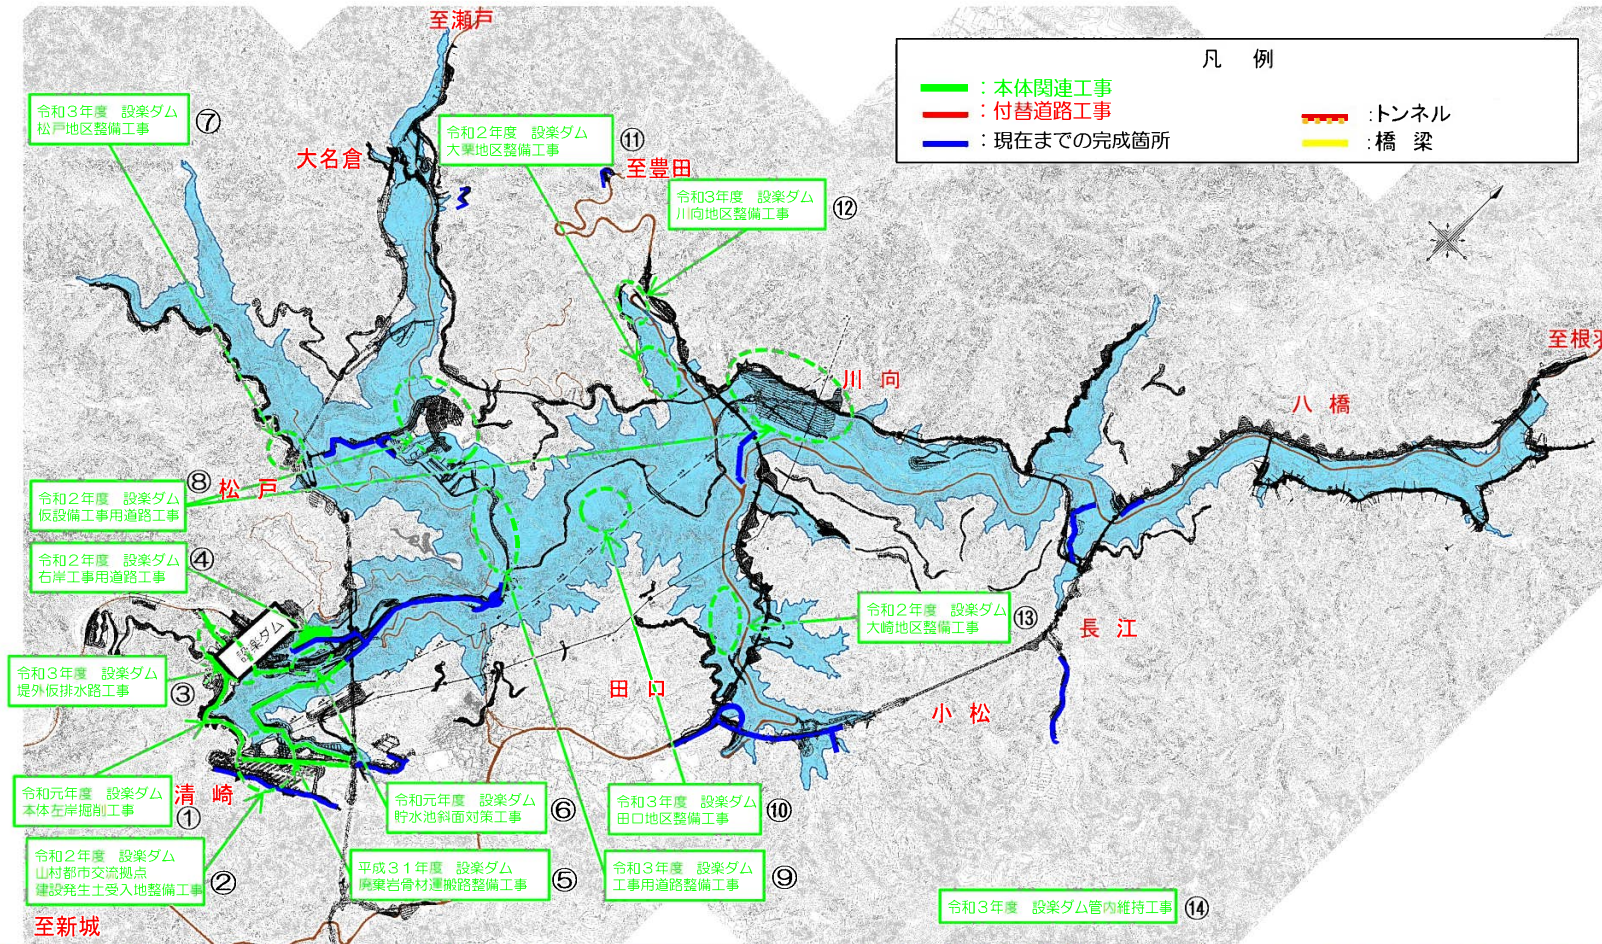 至瀬戸
凡　例
：本体関連工事
：付替道路工事
：現在までの完成箇所
：トンネル
：橋　梁
令和３年度　設楽ダム
松戸地区整備工事
⑦
令和２年度　設楽ダム
大栗地区整備工事
⑪
大名倉
至豊田
令和3年度　設楽ダム
川向地区整備工事
⑫
至根羽
川　向
八　橋
令和２年度　設楽ダム
仮設備工事用道路工事
⑧
松　戸
令和２年度　設楽ダム
右岸工事用道路工事
④
設楽ダム
令和２年度　設楽ダム
大崎地区整備工事
⑬
長　江
令和３年度　設楽ダム
堤外仮排水路工事
③
田　口
小　松
令和元年度　設楽ダム
本体左岸掘削工事
①
清　崎
令和元年度　設楽ダム
貯水池斜面対策工事
⑥
令和３年度　設楽ダム
田口地区整備工事
⑩
令和２年度　設楽ダム
山村都市交流拠点
建設発生土受入地整備工事
②
平成３１年度　設楽ダム
廃棄岩骨材運搬路整備工事
⑤
令和３年度　設楽ダム
工事用道路整備工事
⑨
令和３年度　設楽ダム管内維持工事
⑭
至新城